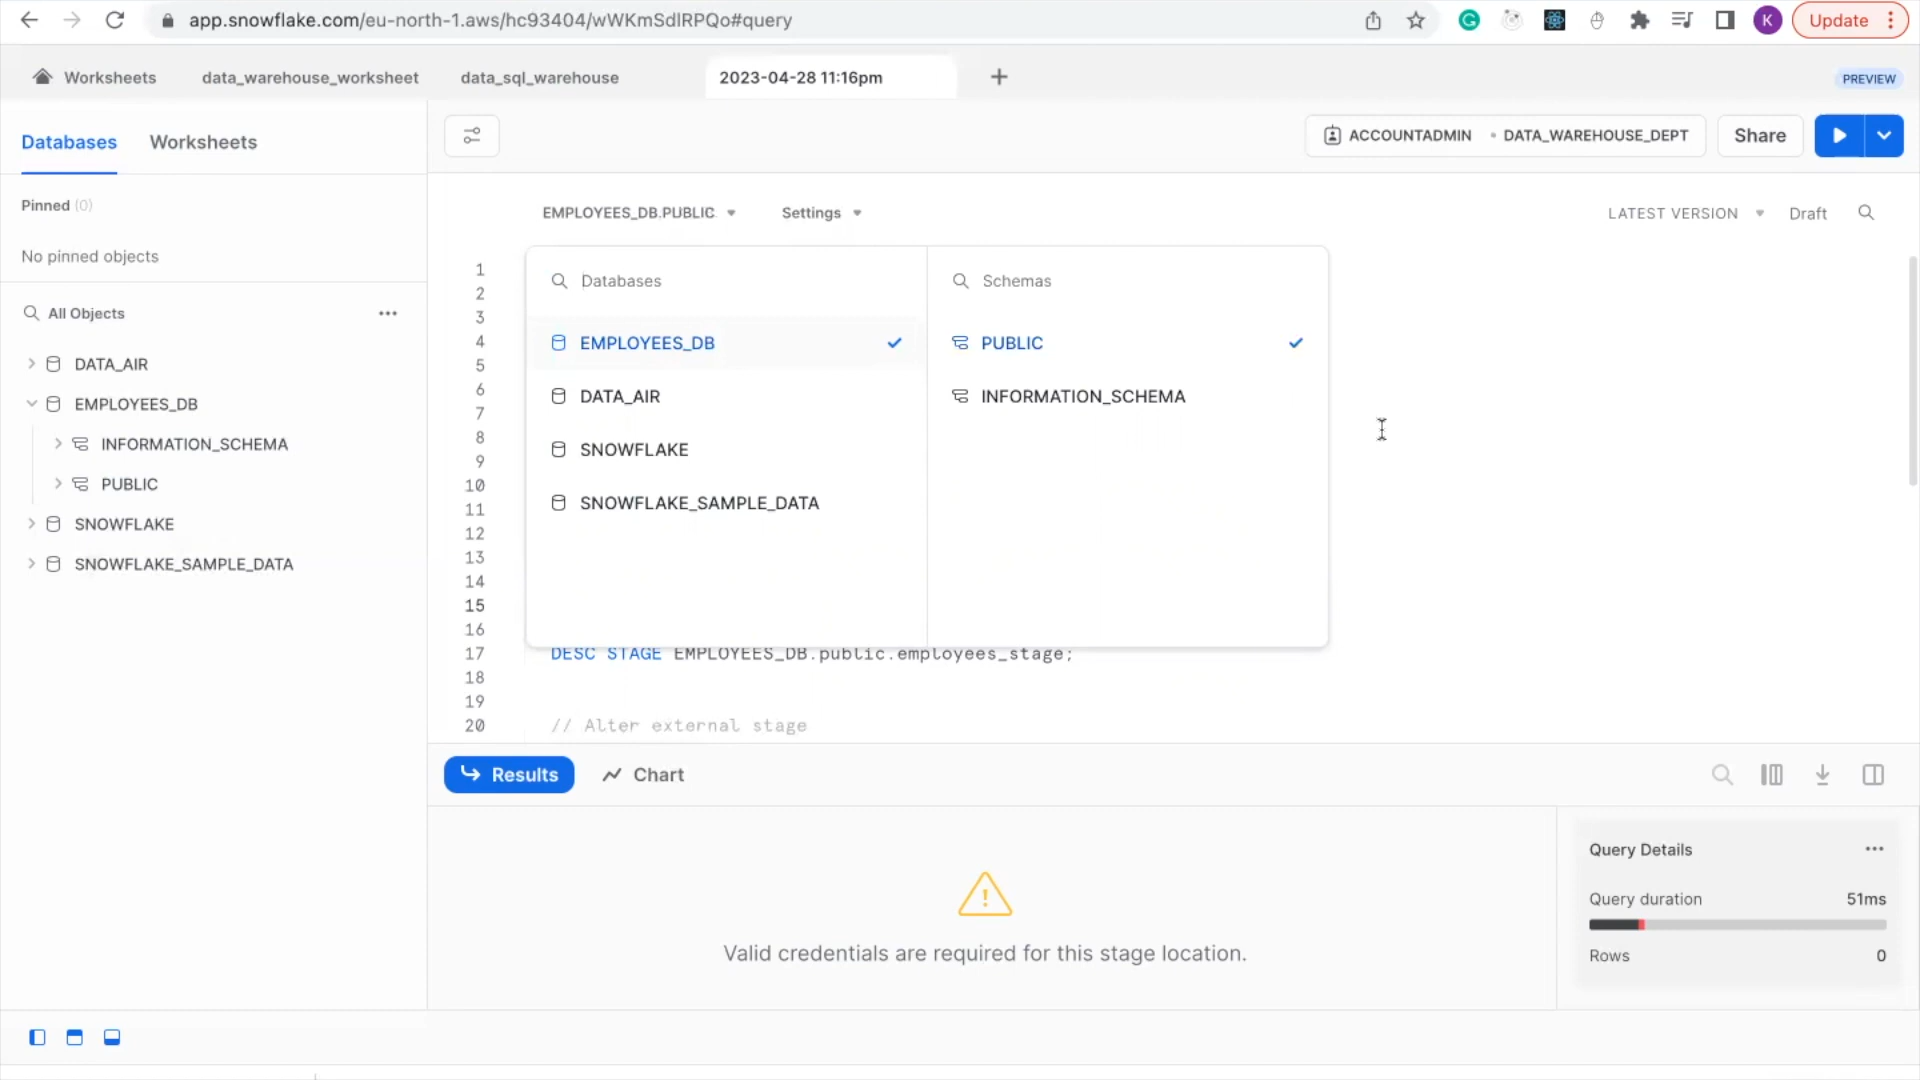 app.snowflake.com/eu-north-1.aws/hc93404/wWKmSdlRPQo#query
K
Update
Worksheets
data_warehouse_worksheet
data_sql_warehouse
2023-04-28 11:16pm
PREVIEW
Databases
Worksheets
ACCOUNTADMIN
DATA_WAREHOUSE_DEPT
Share
Pinned (0)
No pinned objects
EMPLOYEES_DB.PUBLIC
Settings
LATEST VERSION
Draft
All Objects
DATA_AIR
EMPLOYEES_DB
INFORMATION_SCHEMA
PUBLIC
SNOWFLAKE
SNOWFLAKE_SAMPLE_DATA
1
2
3
4
5
6
7
8
9
10
11
12
13
14
15
16
17
18
19
20
Databases
EMPLOYEES_DB
DATA_AIR
SNOWFLAKE
SNOWFLAKE_SAMPLE_DATA
Schemas
PUBLIC
INFORMATION_SCHEMA
DESC STAGE EMPLOYEES_DB.public.employees_stage;
// Alter external stage
Results
Chart
Valid credentials are required for this stage location.
Query Details
Query duration
51ms
Rows
0